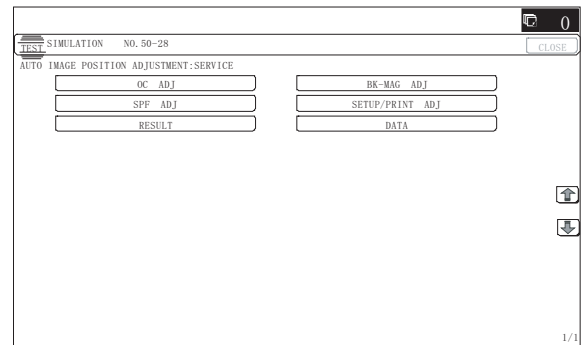 0
TEST SIMULATION NO. 50-28 CLOSE
AUTO IMAGE POSITION ADJUSTMENT:SERVICE
OC ADJ BK-MAG ADJ
SPF ADJ SETUP/PRINT ADJ
RESULT DATA
1/1